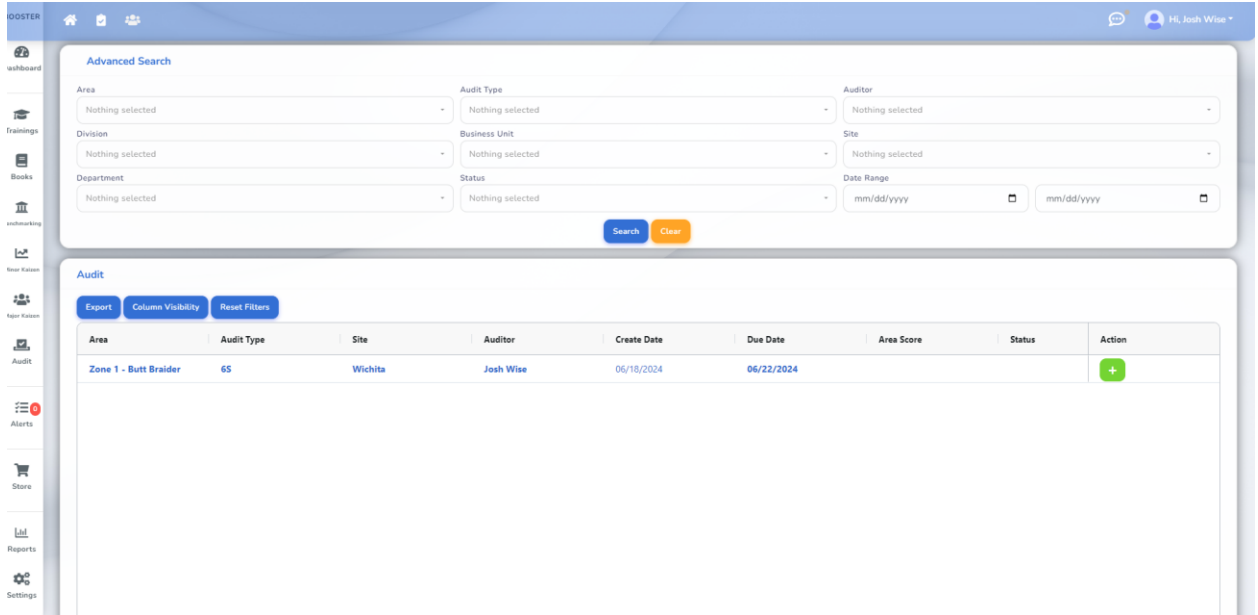 OOSTER
Hi, Josh Wise
ashboard
Trainings
Books
enchmarking
Minor Kaizen
Major Kaizen
Audit
0
Alerts
Store
Reports
Settings
Advanced Search
Area Audit Type Auditor
Nothing selected Nothing selected Nothing selected
Division Business Unit Site
Nothing selected Nothing selected Nothing selected
Department Status Date Range
Nothing selected Nothing selected mm/dd/yyyy mm/dd/yyyy
Search Clear
Audit
Export Column Visibility Reset Filters
Area Audit Type Site Auditor Create Date Due Date Area Score Status Action
Zone 1 - Butt Braider 6S Wichita Josh Wise 06/18/2024 06/22/2024 +